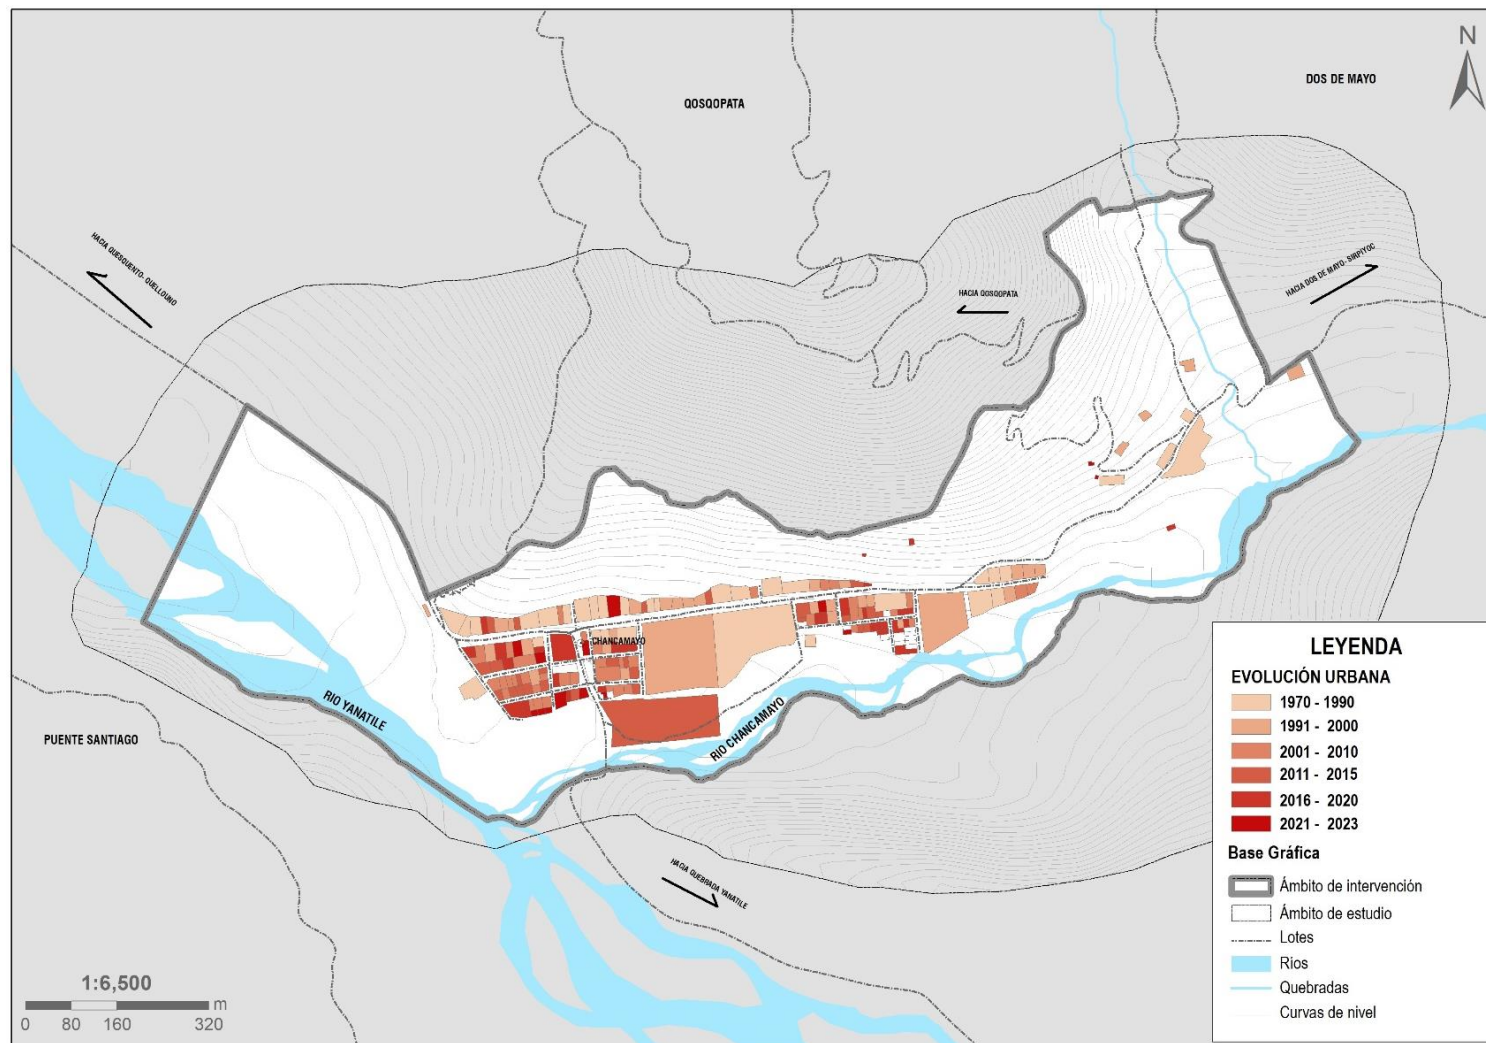 N
DOS DE MAYO
QOSQOPATA
HACIA QUESQUENTO- QUELLOUNO
HACIA DOS DE MAYO- SIRPIYOC
HACIA QOSQOPATA
CHANCAMAYO
RIO YANATILE
RIO CHANCAMAYO
PUENTE SANTIAGO
HACIA QUEBRADA YANATILE
1:6,500
m
0 80 160 320
LEYENDA
EVOLUCIÓN URBANA
1970 - 1990
1991 - 2000
2001 - 2010
2011 - 2015
2016 - 2020
2021 - 2023
Base Gráfica
Ámbito de intervención
Ámbito de estudio
Lotes
Rios
Quebradas
Curvas de nivel